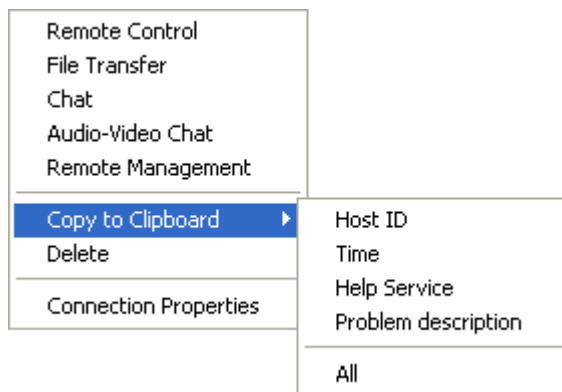 Remote Control
File Transfer
Chat
Audio-Video Chat
Remote Management
Copy to Clipboard
Delete
Connection Properties
Host ID
Time
Help Service
Problem description
All